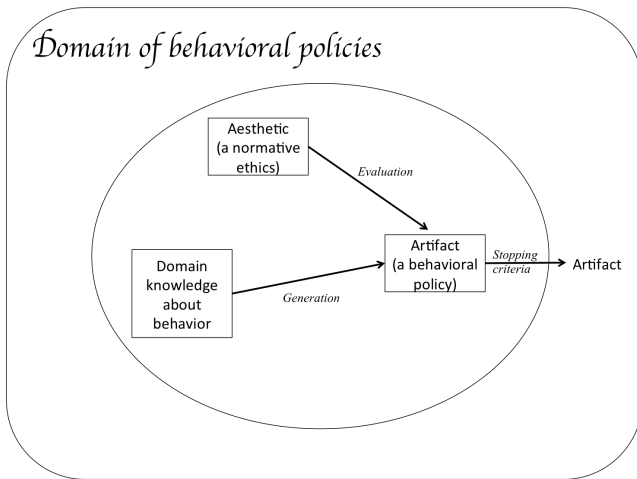 Domain of behavioral policies
Aesthetic
(a normative
ethics)
Evaluation
Domain
knowledge
about
behavior
Generation
Artifact
(a behavioral
policy)
Stopping
criteria
Artifact